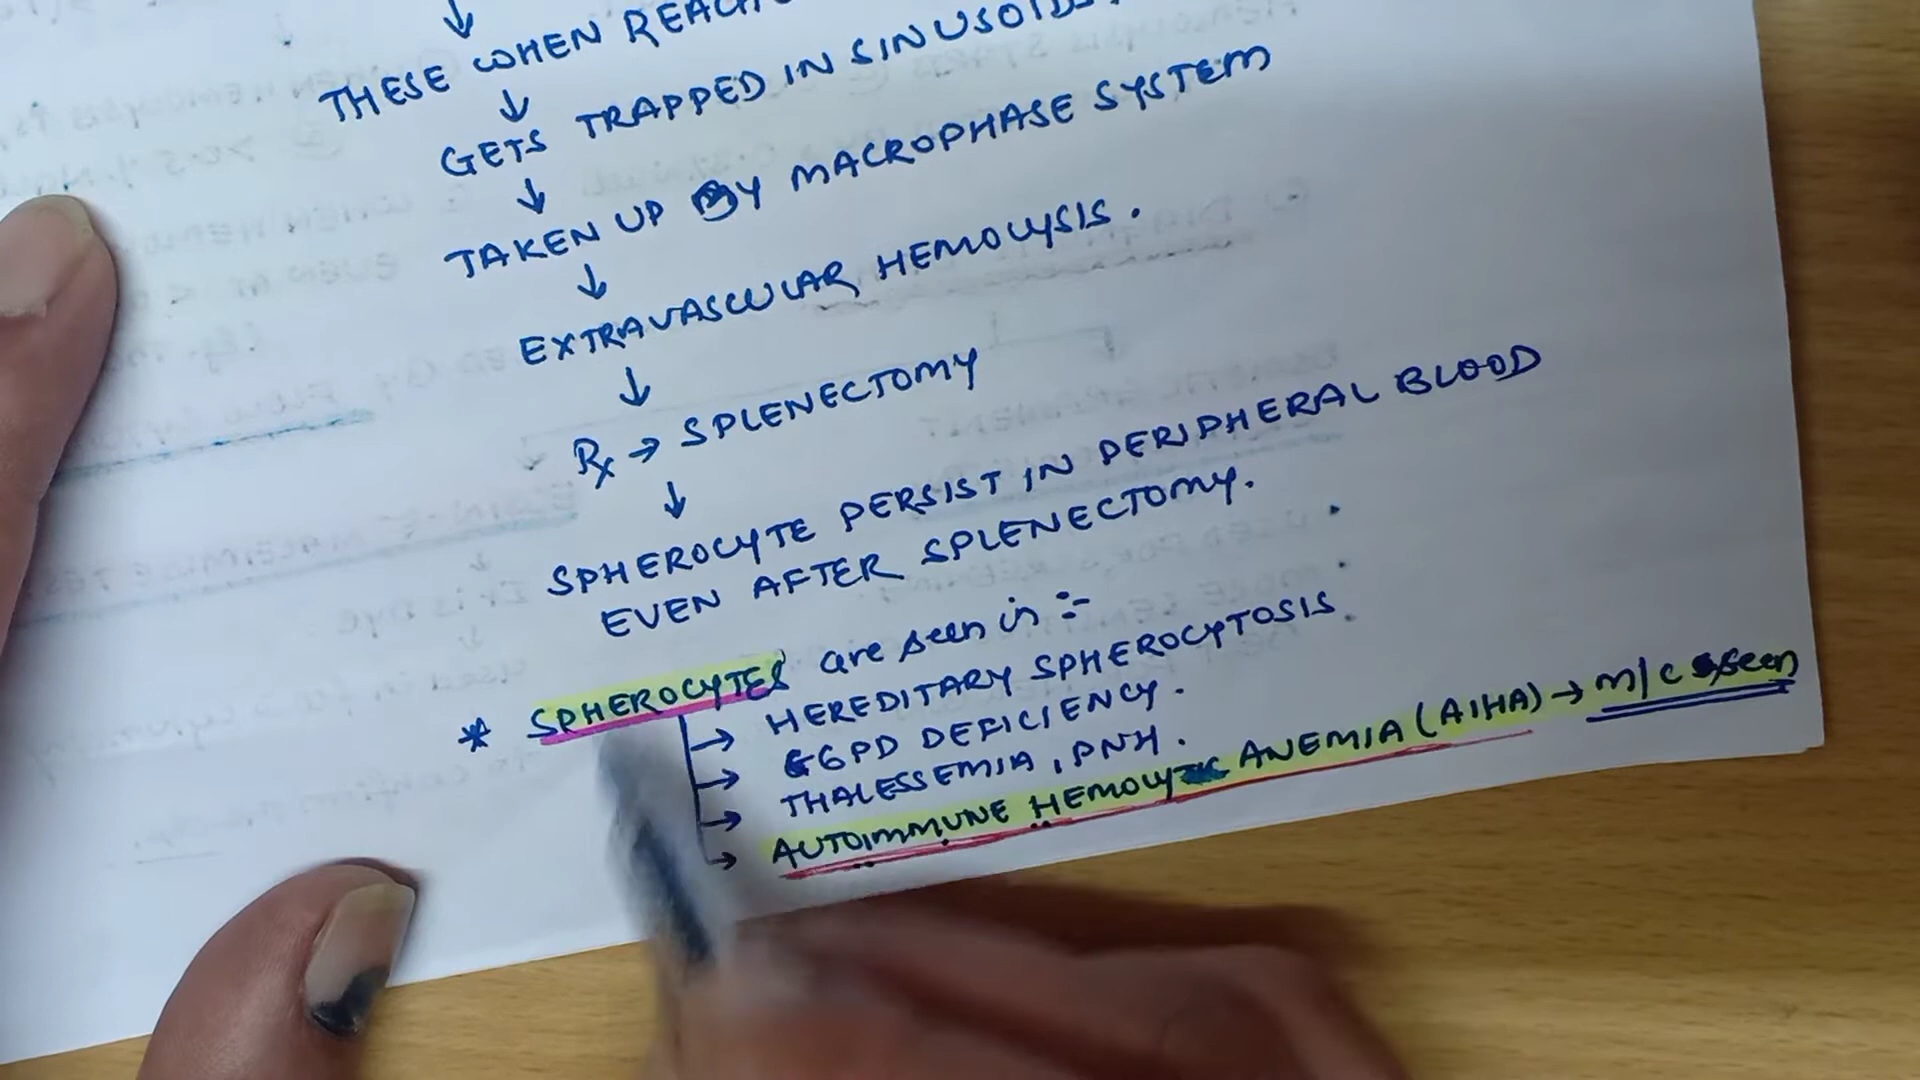 ↓
THESE WHEN REACH
↓
GETS TRAPPED IN SINUSOIDS.
↓
TAKEN UP BY MACROPHASE SYSTEM
↓
EXTRAVASCULAR HEMOLYSIS.
↓
Rx → SPLENECTOMY
↓
SPHEROCYTE PERSIST IN PERIPHERAL BLOOD
EVEN AFTER SPLENECTOMY.
* SPHEROCYTES are seen in :-
→ HEREDITARY SPHEROCYTOSIS.
→ G6PD DEFICIENCY.
→ THALESSEMIA, PNH.
→ AUTOIMMUNE HEMOLYTIC ANEMIA (AIHA) → m/c seen